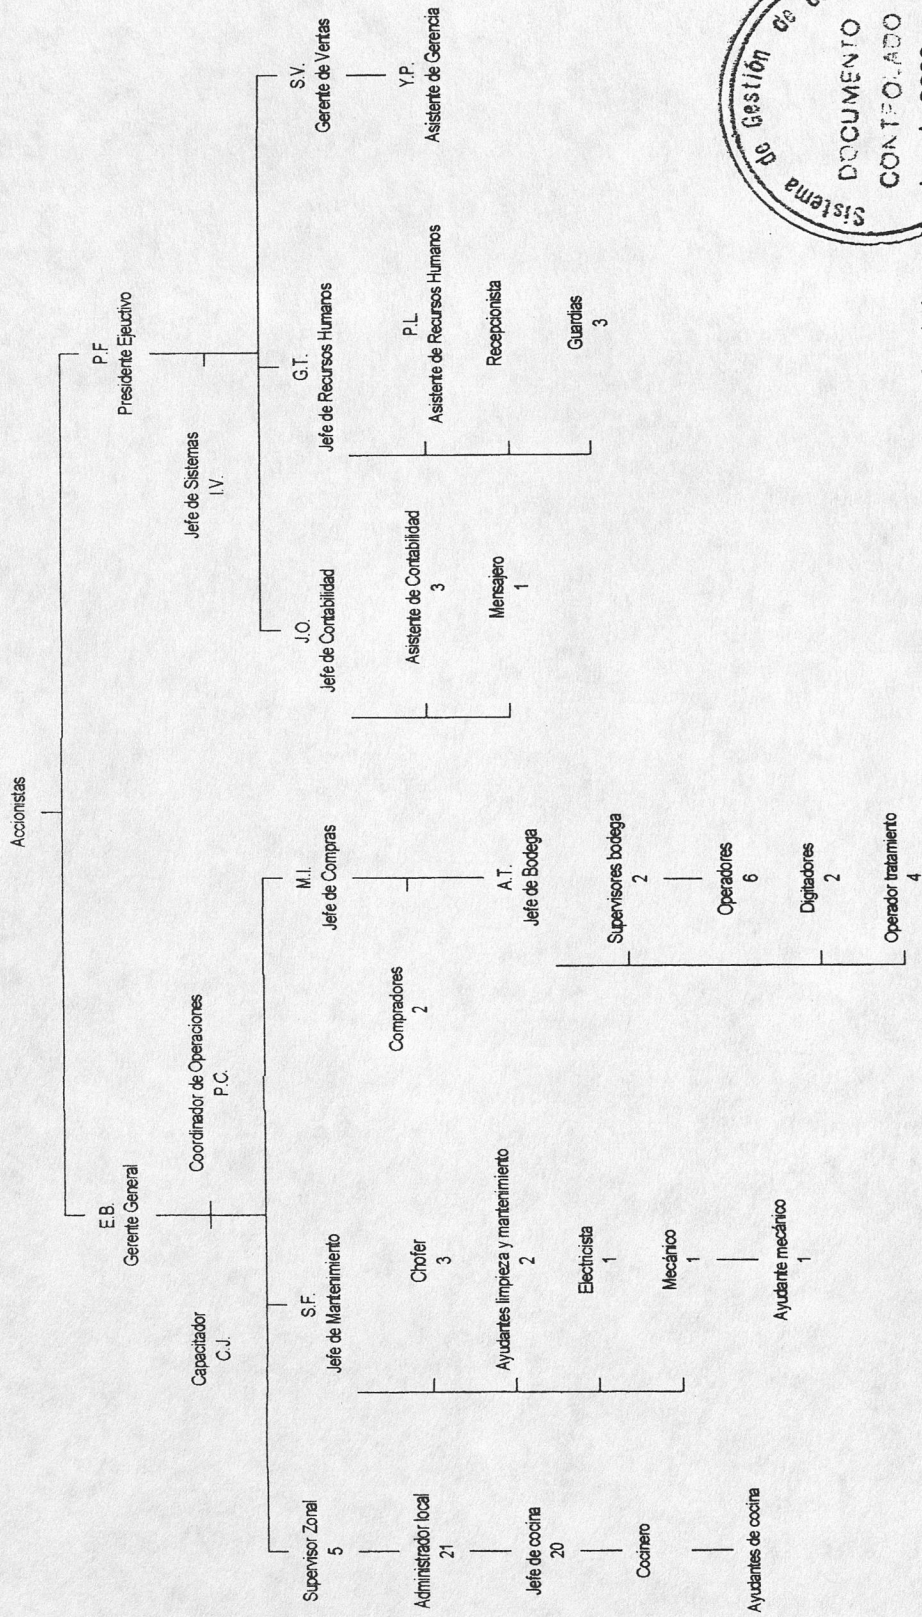 Accionistas
E.B.
Gerente General
P.F
Presidente Ejeuctivo
Capacitador
C.J.
Coordinador de Operaciones
P.C.
Jefe de Sistemas
I.V.
Supervisor Zonal
5
Administrador local
21
Jefe de cocina
20
Cocinero
Ayudantes de cocina
S.F.
Jefe de Mantenimiento
Chofer
3
Ayudantes limpieza y mantenimiento
2
Electricista
1
Mecánico
1
Ayudante mecánico
1
M.I.
Jefe de Compras
Compradores
2
A.T.
Jefe de Bodega
Supervisores bodega
2
Operadores
6
Digitadores
2
Operador tratamiento
4
J.O.
Jefe de Contabilidad
Asistente de Contabilidad
3
Mensajero
1
G.T.
Jefe de Recursos Humanos
P.L.
Asistente de Recursos Humanos
Recepcionista
Guardias
3
S.V.
Gerente de Ventas
Y.P.
Asistente de Gerencia
Sistema de Gestión de
DOCUMENTO
CONTROLADO